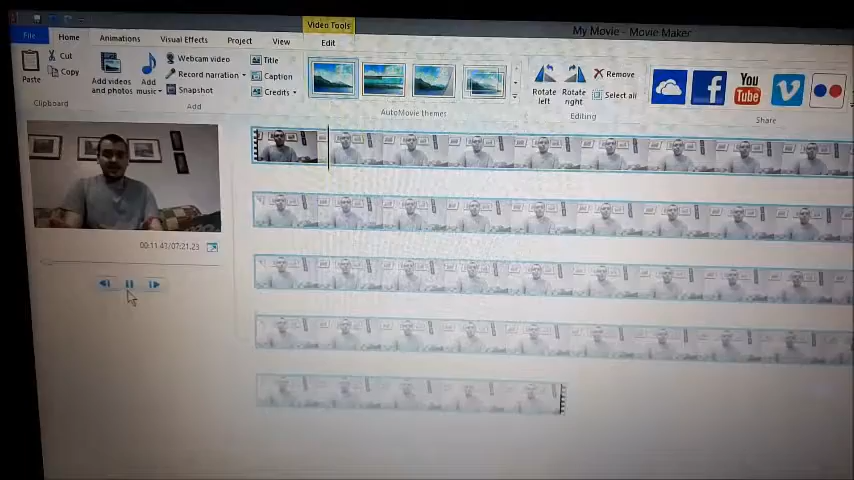 Video Tools
My Movie - Movie Maker
File Home Animations Visual Effects Project View Edit
Paste
Cut
Copy
Clipboard
Add videos and photos
Add music
Webcam video
Record narration
Snapshot
Add
Title
Caption
Credits
AutoMovie themes
Rotate left
Rotate right
Remove
Select all
Editing
You Tube
Share
00:11.47/07:21.23